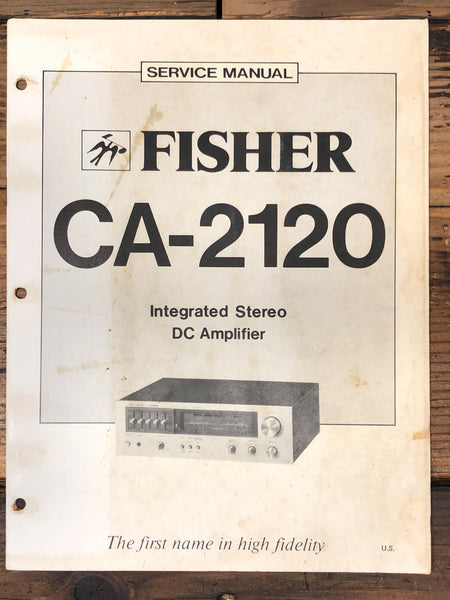 SERVICE MANUAL
FISHER
CA-2120
Integrated Stereo
DC Amplifier
The first name in high fidelity
U.S.